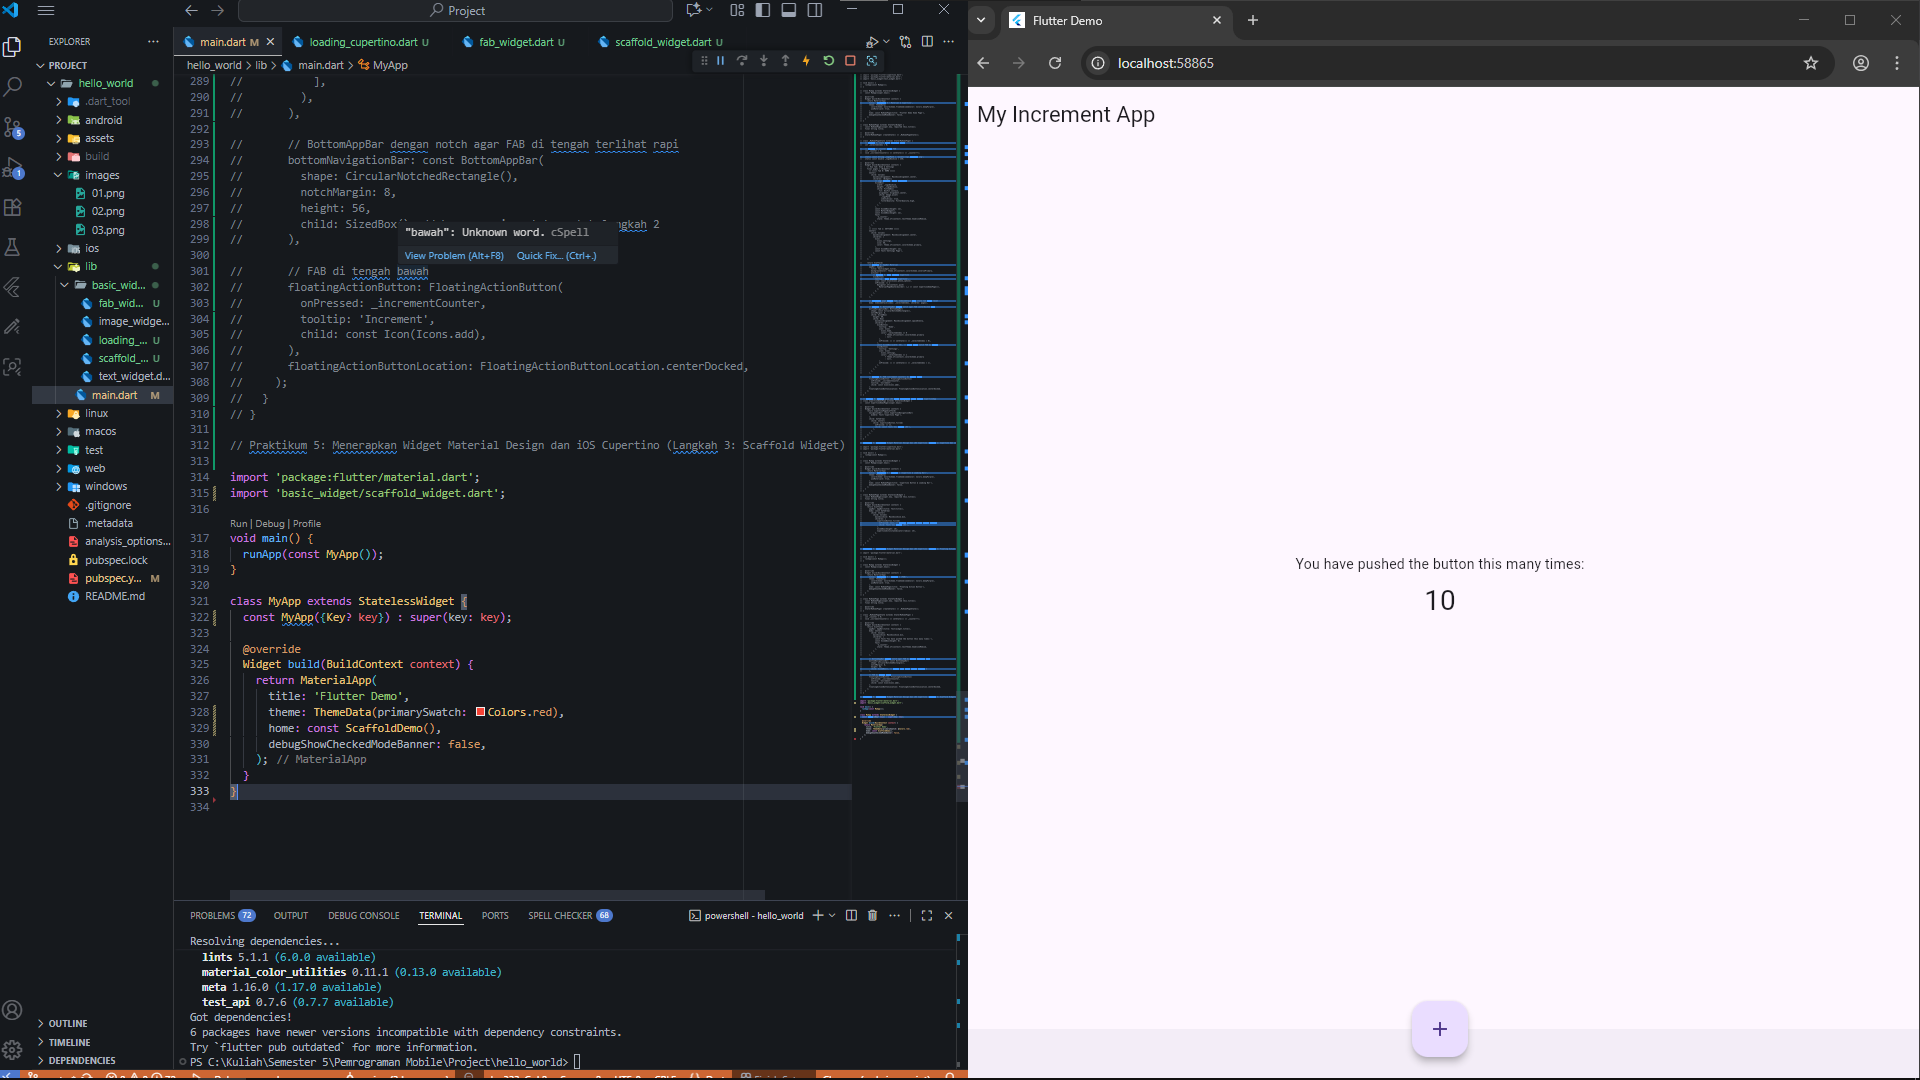 Project
EXPLORER
PROJECT
hello_world
.dart_tool
android
assets
build
images
01.png
02.png
03.png
ios
lib
basic_wid...
fab_wid... U
image_widge...
loading_... U
scaffold_... U
text_widget.d...
main.dart M
linux
macos
test
web
windows
.gitignore
.metadata
analysis_options...
pubspec.lock
pubspec.y... M
README.md
OUTLINE
TIMELINE
DEPENDENCIES
main.dart M
loading_cupertino.dart U
fab_widget.dart U
scaffold_widget.dart U
hello_world > lib > main.dart > MyApp
289 // ],
290 // ),
291 // ),
292
293 // // BottomAppBar dengan notch agar FAB di tengah terlihat rapi
294 // bottomNavigationBar: const BottomAppBar(
295 // shape: CircularNotchedRectangle(),
296 // notchMargin: 8,
297 // height: 56,
298 // child: SizedBox ngkah 2
299 // ),
"bawah": Unknown word. cSpell
View Problem (Alt+F8) Quick Fix... (Ctrl+.)
300
301 // // FAB di tengah bawah
302 // floatingActionButton: FloatingActionButton(
303 // onPressed: _incrementCounter,
304 // tooltip: 'Increment',
305 // child: const Icon(Icons.add),
306 // ),
307 // floatingActionButtonLocation: FloatingActionButtonLocation.centerDocked,
308 // );
309 // }
310 // }
311
312 // Praktikum 5: Menerapkan Widget Material Design dan iOS Cupertino (Langkah 3: Scaffold Widget)
313
314 import 'package:flutter/material.dart';
315 import 'basic_widget/scaffold_widget.dart';
316
Run | Debug | Profile
317 void main() {
318 runApp(const MyApp());
319 }
320
321 class MyApp extends StatelessWidget {
322 const MyApp({Key? key}) : super(key: key);
323
324 @override
325 Widget build(BuildContext context) {
326 return MaterialApp(
327 title: 'Flutter Demo',
328 theme: ThemeData(primarySwatch: Colors.red),
329 home: const ScaffoldDemo(),
330 debugShowCheckedModeBanner: false,
331 ); // MaterialApp
332 }
333 }
334
PROBLEMS 72 OUTPUT DEBUG CONSOLE TERMINAL PORTS SPELL CHECKER 68
powershell - hello_world
Resolving dependencies...
lints 5.1.1 (6.0.0 available)
material_color_utilities 0.11.1 (0.13.0 available)
meta 1.16.0 (1.17.0 available)
test_api 0.7.6 (0.7.7 available)
Got dependencies!
6 packages have newer versions incompatible with dependency constraints.
Try `flutter pub outdated` for more information.
PS C:\Kuliah\Semester 5\Pemrograman Mobile\Project\hello_world>
Flutter Demo
localhost:58865
My Increment App
You have pushed the button this many times:
10
+